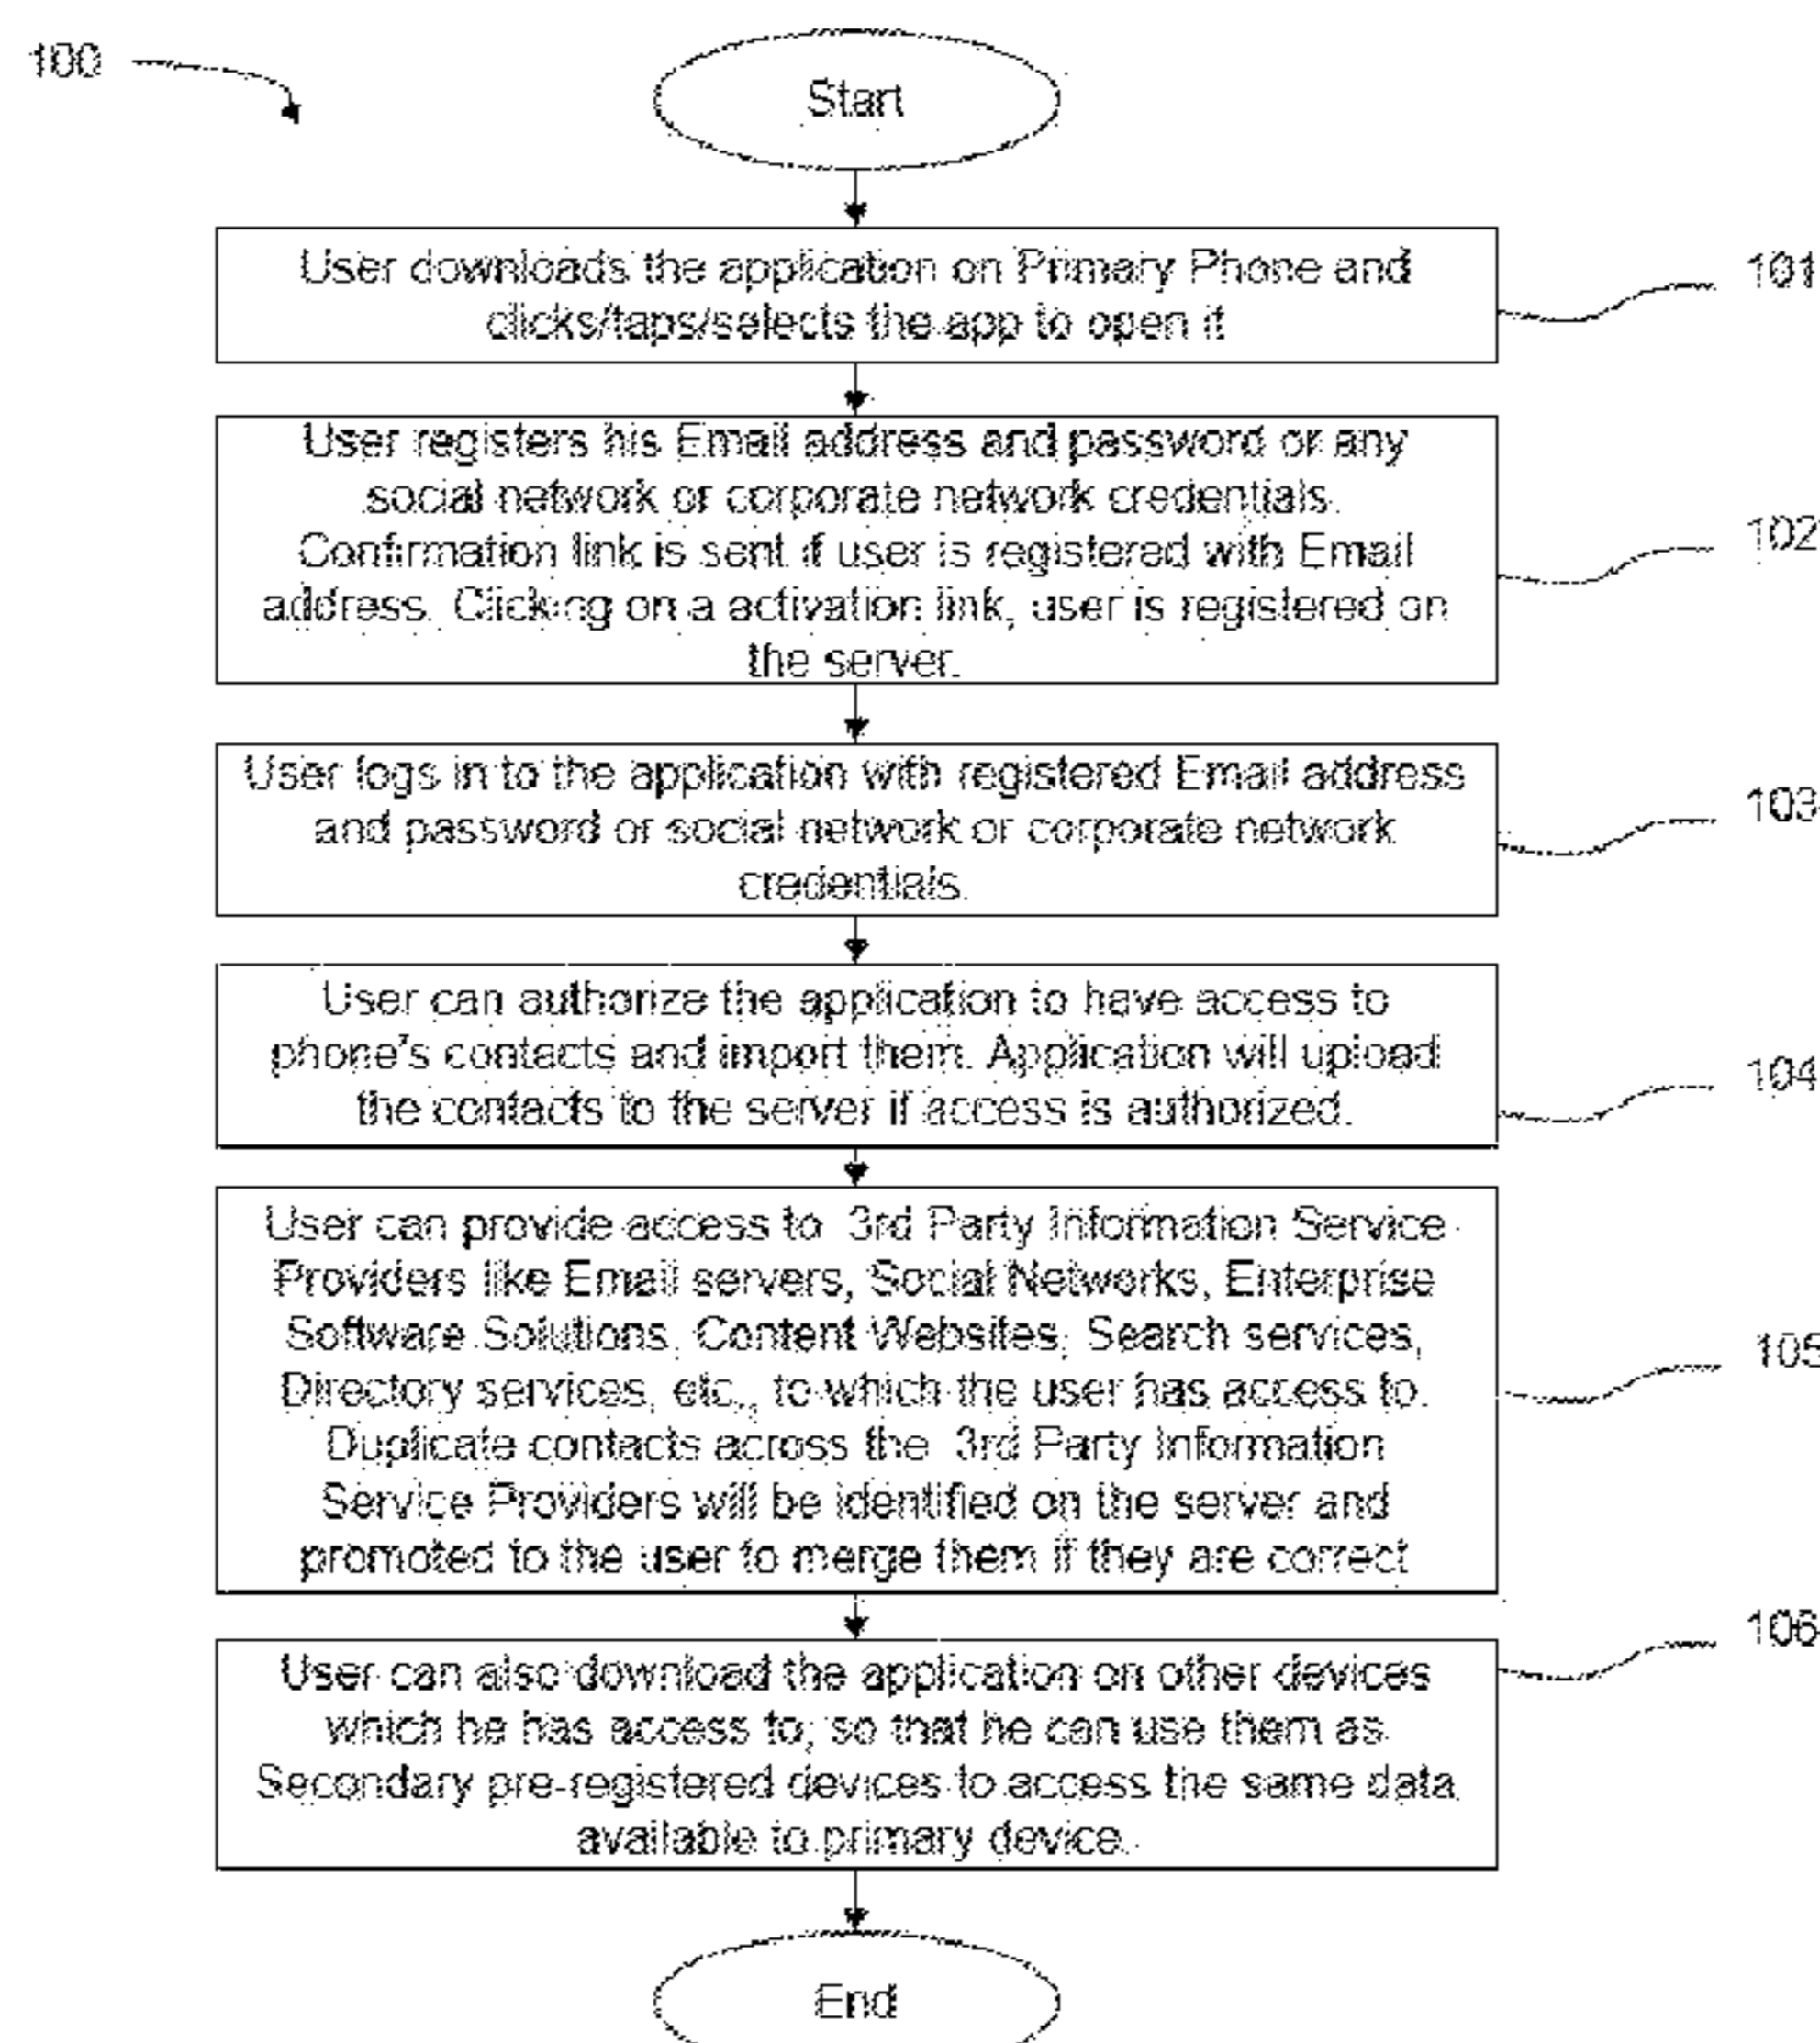 100
Start
User downloads the application on Primary Phone and
clicks/taps/selects the app to open it
101
User registers his Email address and password or any
social network or corporate network credentials.
Confirmation link is sent if user is registered with Email
address. Clicking on a activation link, user is registered on
the server.
102
User logs in to the application with registered Email address
and password or social network or corporate network
credentials.
103
User can authorize the application to have access to
phone's contacts and import them. Application will upload
the contacts to the server if access is authorized.
104
User can provide access to 3rd Party Information Service
Providers like Email servers, Social Networks, Enterprise
Software Solutions, Content Websites, Search services,
Directory services, etc., to which the user has access to.
Duplicate contacts across the 3rd Party Information
Service Providers will be identified on the server and
promoted to the user to merge them if they are correct
105
User can also download the application on other devices
which he has access to, so that he can use them as
Secondary pre-registered devices to access the same data
available to primary device.
106
End